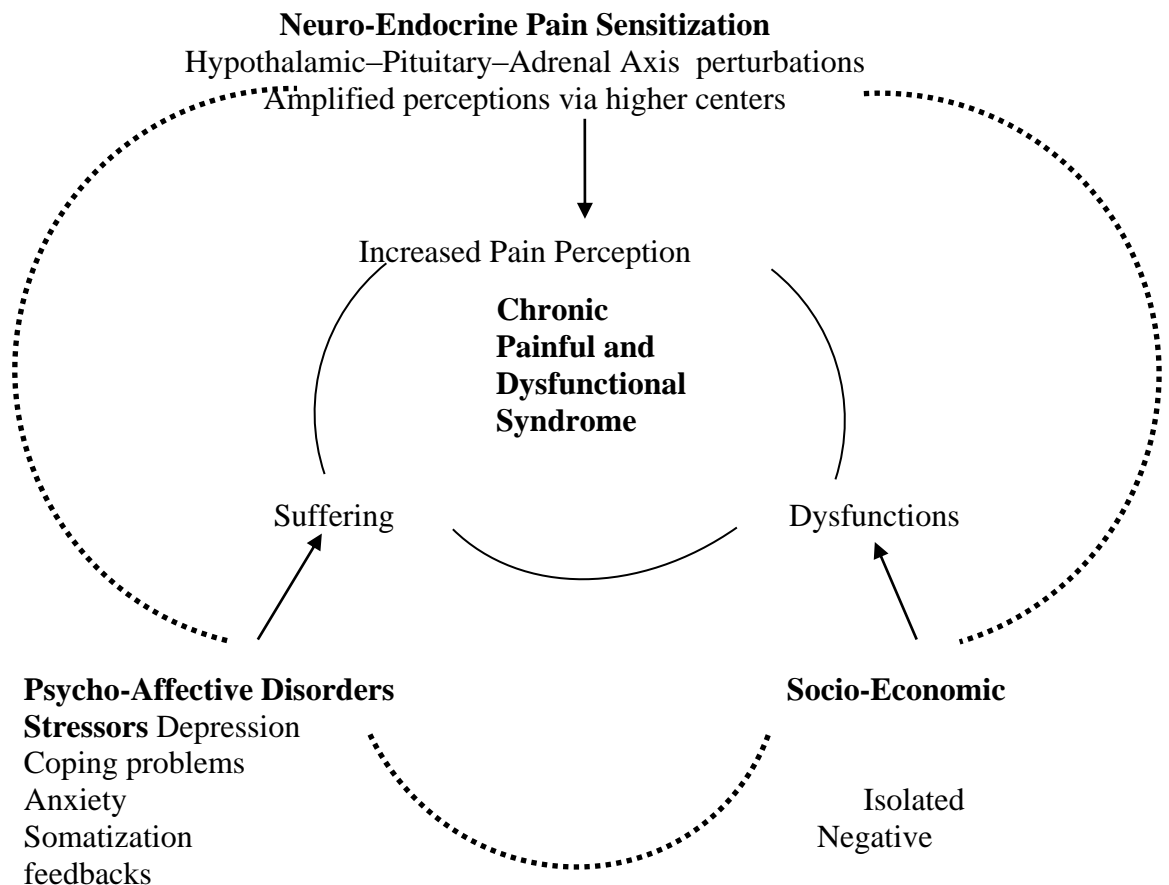 Neuro-Endocrine Pain Sensitization
Hypothalamic–Pituitary–Adrenal Axis perturbations
Amplified perceptions via higher centers
Increased Pain Perception
Chronic
Painful and
Dysfunctional
Syndrome
Suffering
Dysfunctions
Psycho-Affective Disorders
Socio-Economic
Stressors Depression
Coping problems
Anxiety
Isolated
Somatization
Negative
feedbacks